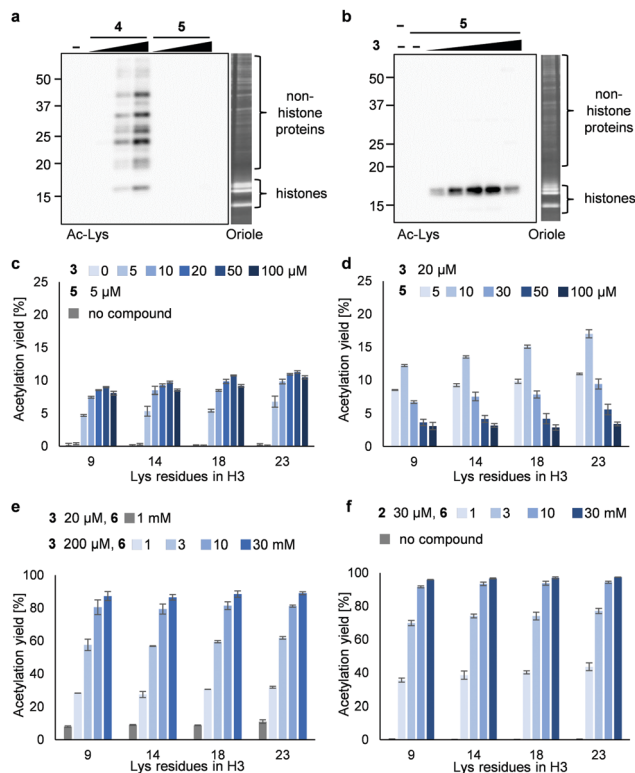 a
4 5
–
50
37
25
20
15
non-
histone
proteins
histones
Ac-Lys Oriole
b
– 5
3 – –
50
37
25
20
15
non-
histone
proteins
histones
Ac-Lys Oriole
c
3 0 5 10 20 50 100 µM
5 5 µM
no compound
Acetylation yield [%]
25
20
15
10
5
0
9 14 18 23
Lys residues in H3
d
3 20 µM
5 5 10 30 50 100 µM
Acetylation yield [%]
25
20
15
10
5
0
9 14 18 23
Lys residues in H3
e
3 20 µM, 6 1 mM
3 200 µM, 6 1 3 10 30 mM
Acetylation yield [%]
100
80
60
40
20
0
9 14 18 23
Lys residues in H3
f
2 30 µM, 6 1 3 10 30 mM
no compound
Acetylation yield [%]
100
80
60
40
20
0
9 14 18 23
Lys residues in H3